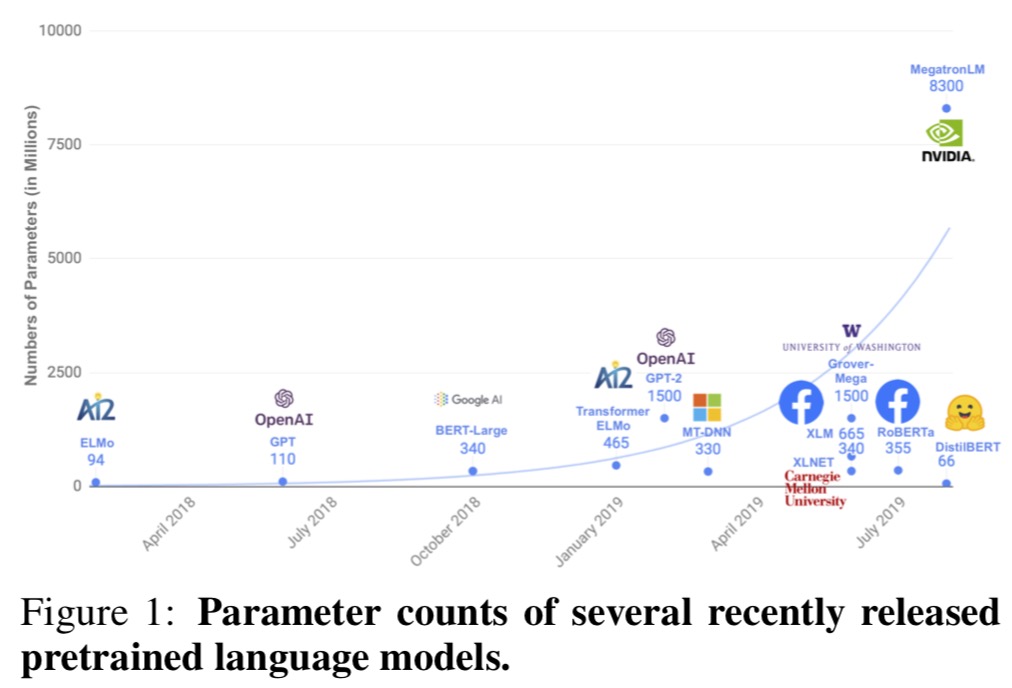 10000
7500
5000
2500
0
Numbers of Parameters (in Millions)
AI2
ELMo
94
OpenAI
GPT
110
Google AI
BERT-Large
340
AI2
Transformer
ELMo
465
OpenAI
GPT-2
1500
MT-DNN
330
W
UNIVERSITY of WASHINGTON
Grover-
Mega
1500
XLM 665
340
XLNET
Carnegie
Mellon
University
RoBERTa
355
MegatronLM
8300
NVIDIA.
DistilBERT
66
April 2018
July 2018
October 2018
January 2019
April 2019
July 2019
Figure 1: Parameter counts of several recently released
pretrained language models.